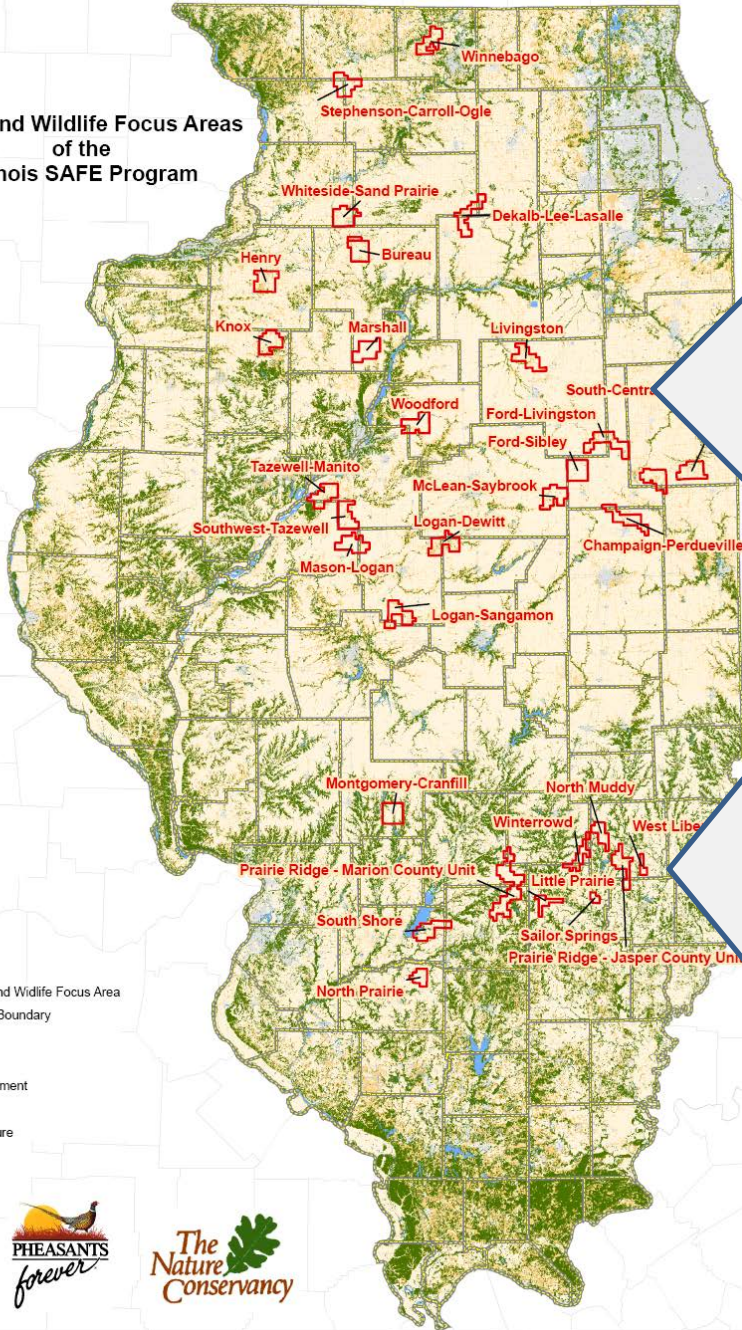 Winnebago
Stephenson-Carroll-Ogle
nd Wildlife Focus Areas
of the
nois SAFE Program
Whiteside-Sand Prairie
Dekalb-Lee-Lasalle
Bureau
Henry
Knox
Marshall
Livingston
South-Centra
Woodford
Ford-Livingston
Ford-Sibley
Tazewell-Manito
McLean-Saybrook
Southwest-Tazewell
Logan-Dewitt
Champaign-Perdueville
Mason-Logan
Logan-Sangamon
Montgomery-Cranfill
North Muddy
Winterrowd
West Libe
Prairie Ridge - Marion County Unit
Little Prairie
South Shore
Sailor Springs
Prairie Ridge - Jasper County Uni
North Prairie
nd Widlife Focus Area
Boundary
ment
ure
PHEASANTS
forever
The
Nature
Conservancy